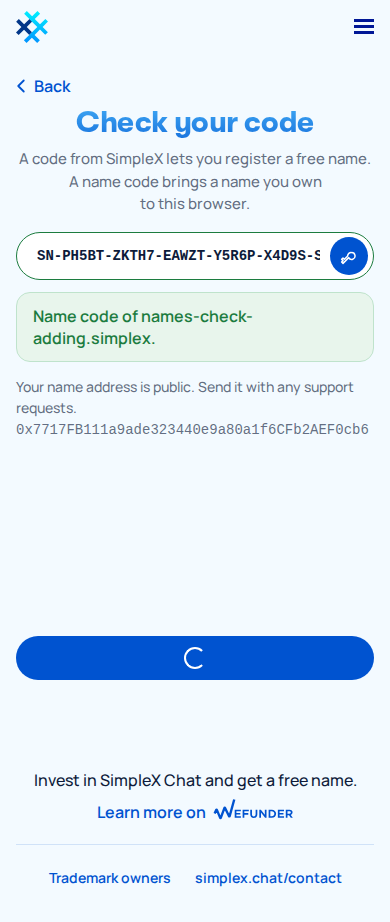 Back
Check your code
A code from SimpleX lets you register a free name.
A name code brings a name you own
to this browser.
SN-PH5BT-ZKTH7-EAWZT-Y5R6P-X4D9S-S
Name code of names-check-
adding.simplex.
Your name address is public. Send it with any support
requests.
0x7717FB111a9ade323440e9a80a1f6CFb2AEF0cb6
Invest in SimpleX Chat and get a free name.
Learn more on WEFUNDER
Trademark owners simplex.chat/contact